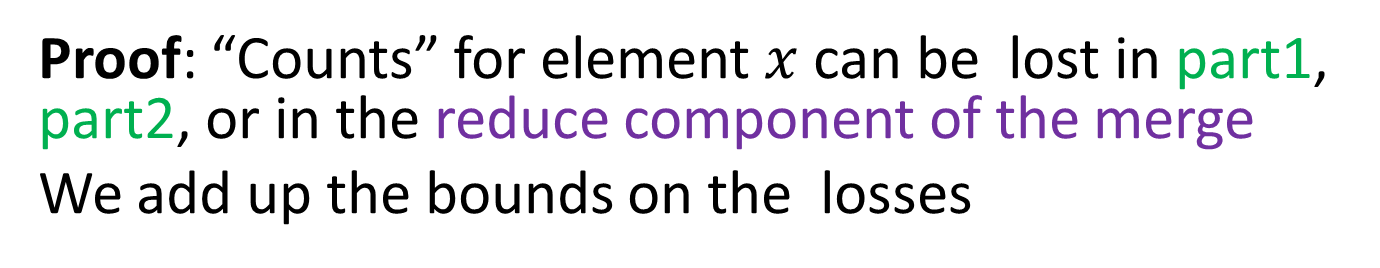 Proof: “Counts” for element 𝑥 can be lost in part1,
part2, or in the reduce component of the merge
We add up the bounds on the losses